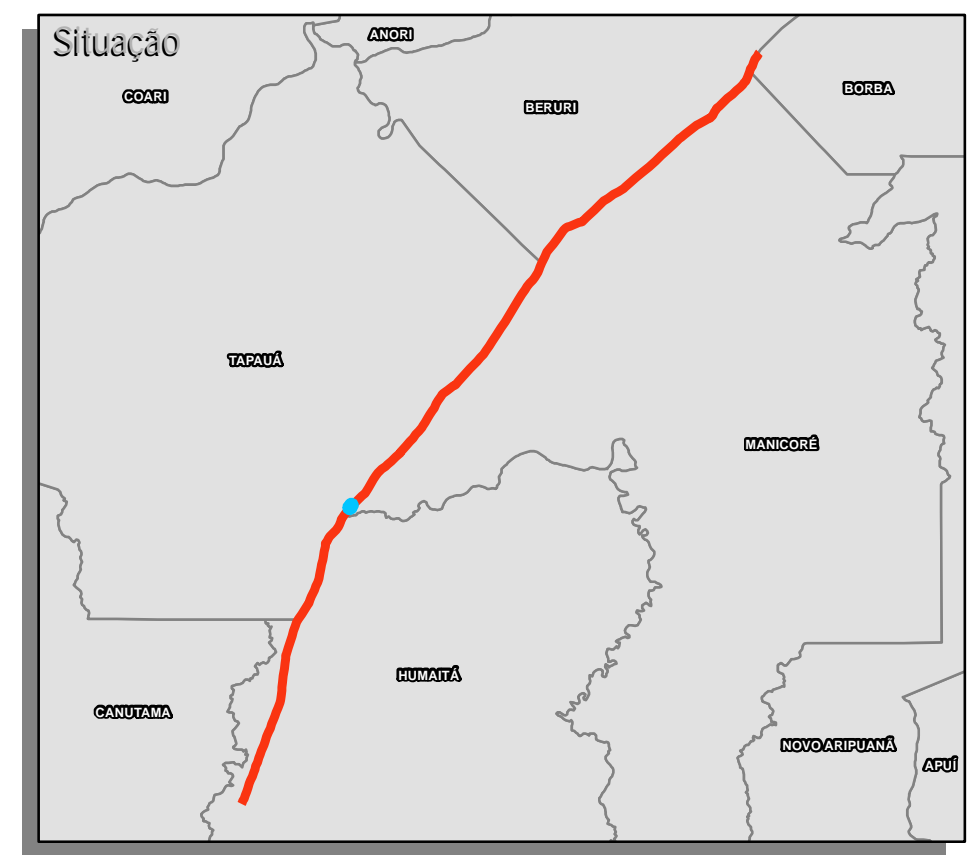 Situação
ANORI
COARI
BORBA
BERURI
TAPAUÁ
MANICORÉ
HUMAITÁ
CANUTAMA
NOVO ARIPUANÃ
APUÍ